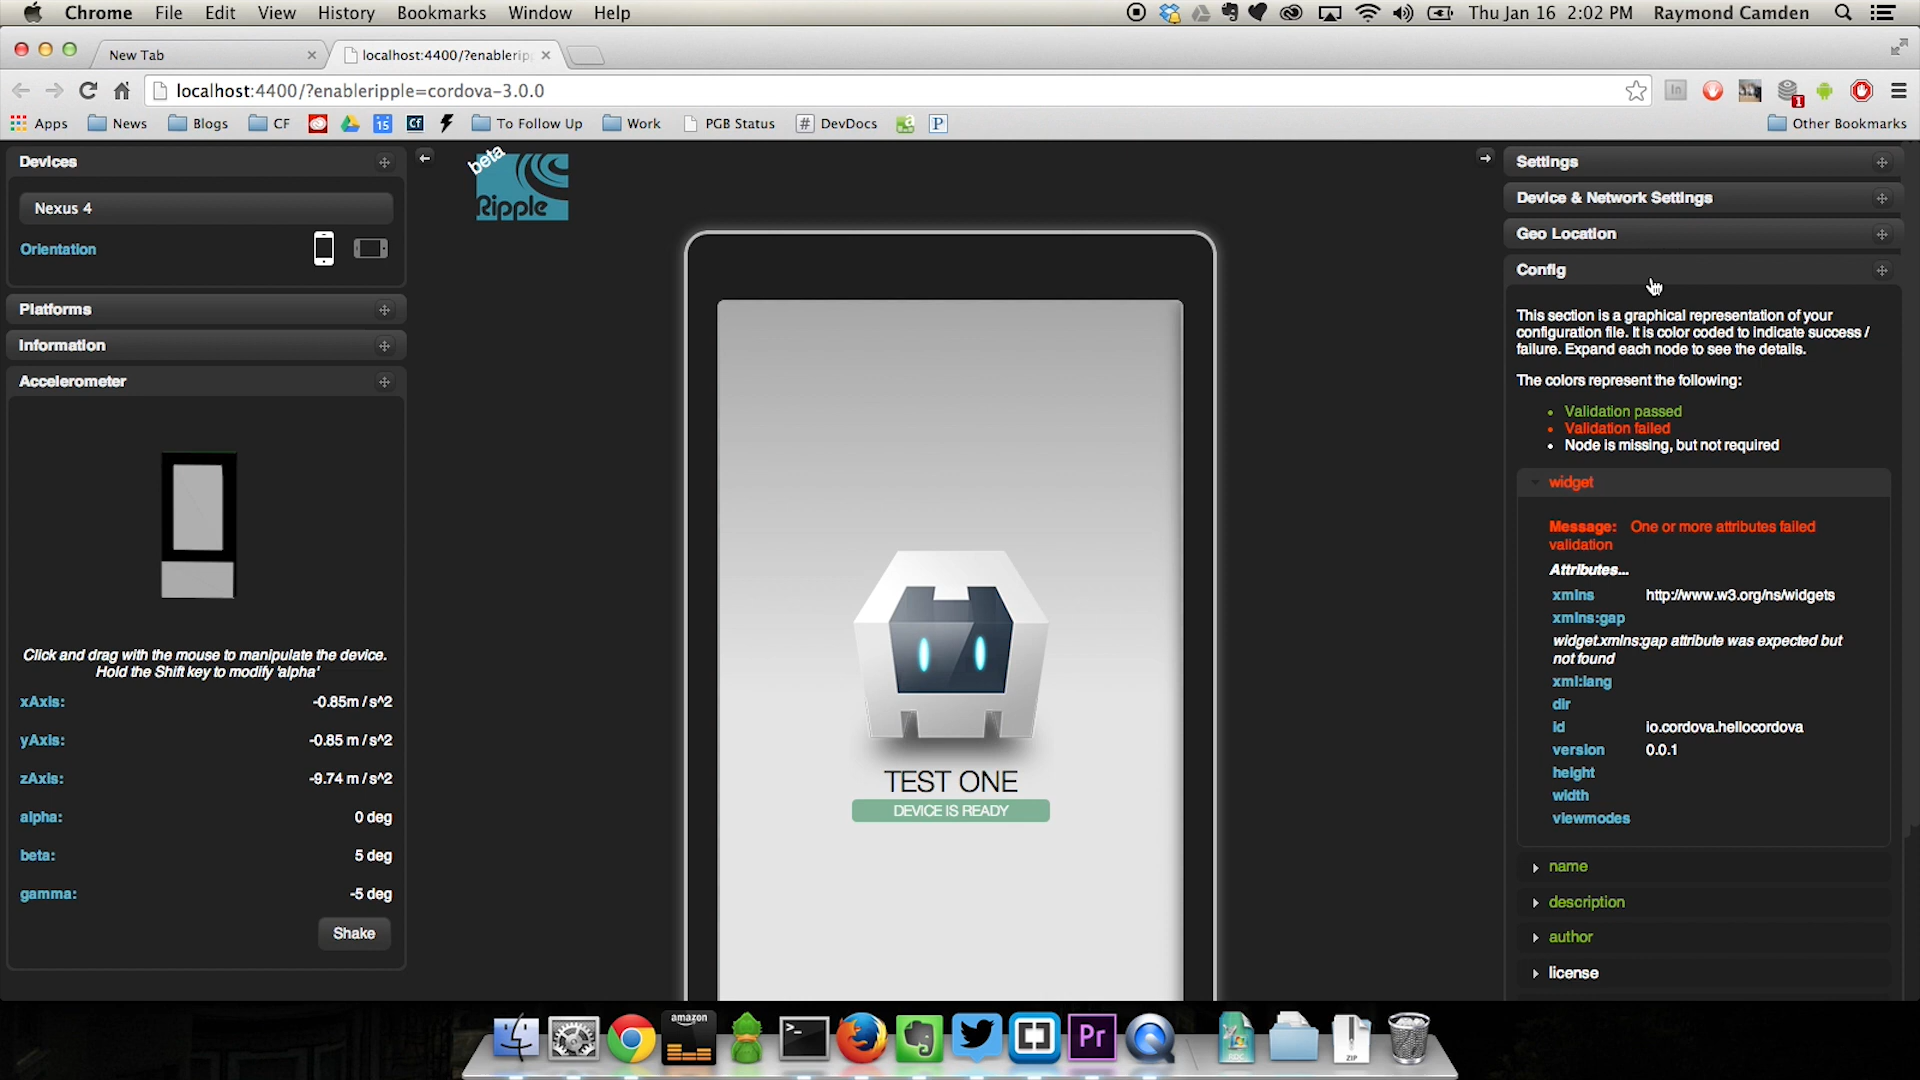 Chrome File Edit View History Bookmarks Window Help
Thu Jan 16 2:02 PM Raymond Camden
New Tab
localhost:4400/?enablerip
localhost:4400/?enableripple=cordova-3.0.0
Apps News Blogs CF 15 Cf To Follow Up Work PGB Status # DevDocs P Other Bookmarks
Devices
Nexus 4
Orientation
Platforms
Information
Accelerometer
Click and drag with the mouse to manipulate the device.
Hold the Shift key to modify 'alpha'
xAxis: -0.85m / s^2
yAxis: -0.85 m / s^2
zAxis: -9.74 m / s^2
alpha: 0 deg
beta: 5 deg
gamma: -5 deg
Shake
beta
Ripple
TEST ONE
DEVICE IS READY
Settings
Device & Network Settings
Geo Location
Config
This section is a graphical representation of your
configuration file. It is color coded to indicate success /
failure. Expand each node to see the details.
The colors represent the following:
Validation passed
Validation failed
Node is missing, but not required
widget
Message: One or more attributes failed
validation
Attributes...
xmlns http://www.w3.org/ns/widgets
xmlns:gap
widget.xmlns:gap attribute was expected but
not found
xml:lang
dir
id io.cordova.hellocordova
version 0.0.1
height
width
viewmodes
name
description
author
license
amazon
Pr
ZIP